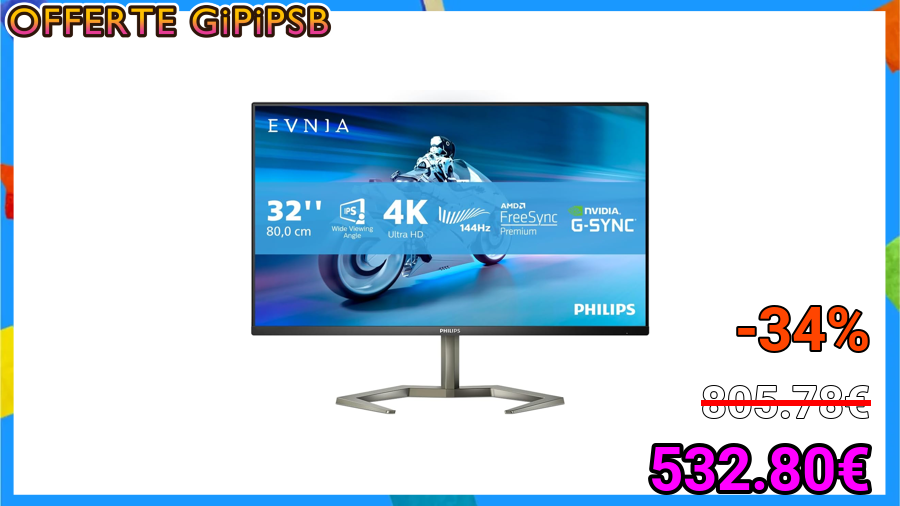 OFFERTE GiPiPSB
EVNIA
32''
80,0 cm
IPS
Wide Viewing
Angle
4K
Ultra HD
144Hz
AMD
FreeSync
Premium
NVIDIA.
G-SYNC
PHILIPS
PHILIPS
-34%
805.78€
532.80€